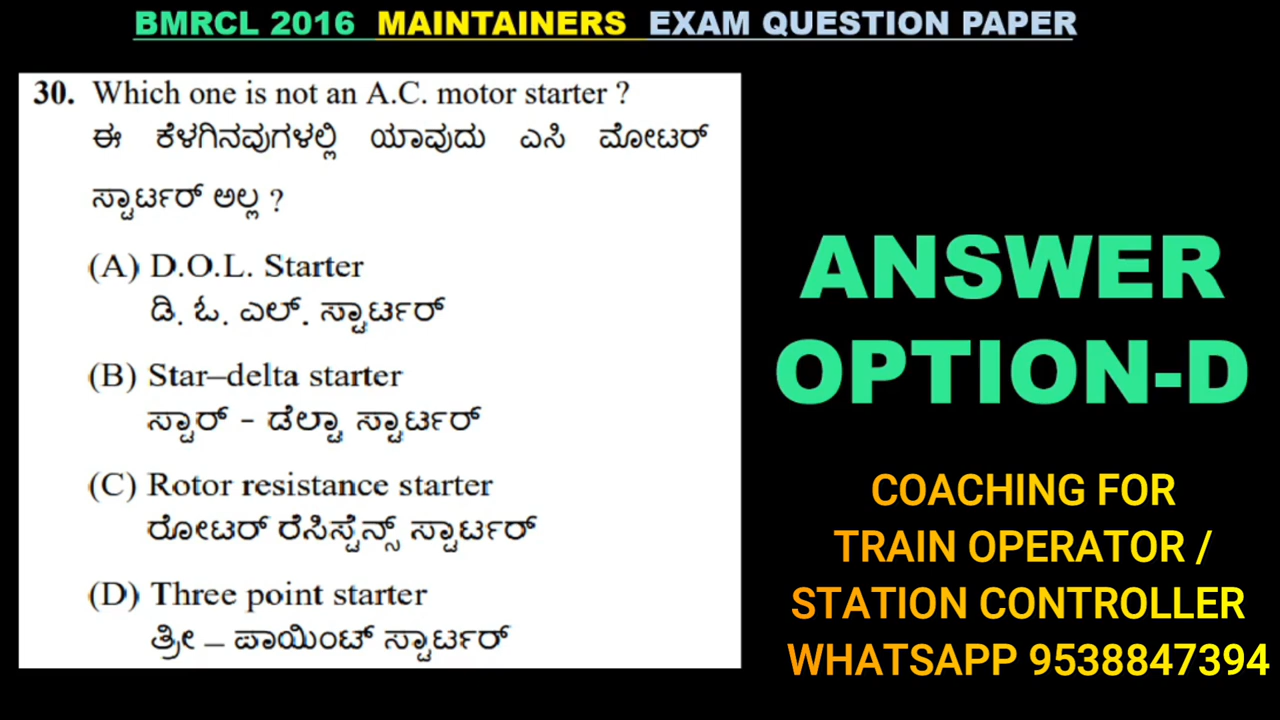 BMRCL 2016 MAINTAINERS EXAM QUESTION PAPER
30. Which one is not an A.C. motor starter ?
ಈ ಕೆಳಗಿನವುಗಳಲ್ಲಿ ಯಾವುದು ಎಸಿ ಮೋಟರ್
ಸ್ಟಾರ್ಟರ್ ಅಲ್ಲ ?
(A) D.O.L. Starter
ಡಿ. ಓ. ಎಲ್. ಸ್ಟಾರ್ಟರ್
(B) Star–delta starter
ಸ್ಟಾರ್ - ಡೆಲ್ಟಾ ಸ್ಟಾರ್ಟರ್
(C) Rotor resistance starter
ರೋಟರ್ ರೆಸಿಸ್ಟೆನ್ಸ್ ಸ್ಟಾರ್ಟರ್
(D) Three point starter
ತ್ರೀ – ಪಾಯಿಂಟ್ ಸ್ಟಾರ್ಟರ್
ANSWER
OPTION-D
COACHING FOR
TRAIN OPERATOR /
STATION CONTROLLER
WHATSAPP 9538847394